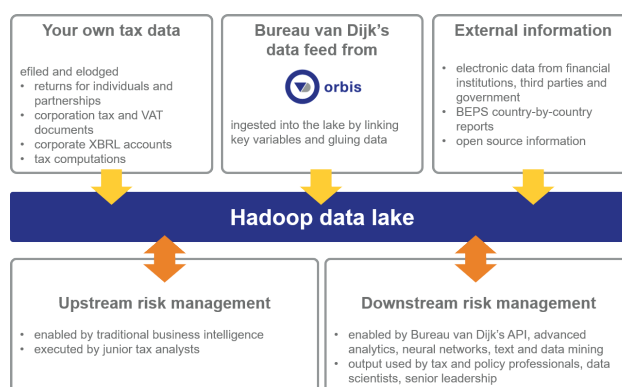 Your own tax data
efiled and elodged
• returns for individuals and
partnerships
• corporation tax and VAT
documents
• corporate XBRL accounts
• tax computations
Bureau van Dijk's
data feed from
orbis
ingested into the lake by linking
key variables and gluing data
External information
• electronic data from financial
institutions, third parties and
government
• BEPS country-by-country
reports
• open source information
Hadoop data lake
Upstream risk management
• enabled by traditional business intelligence
• executed by junior tax analysts
Downstream risk management
• enabled by Bureau van Dijk's API, advanced
analytics, neural networks, text and data mining
• output used by tax and policy professionals, data
scientists, senior leadership